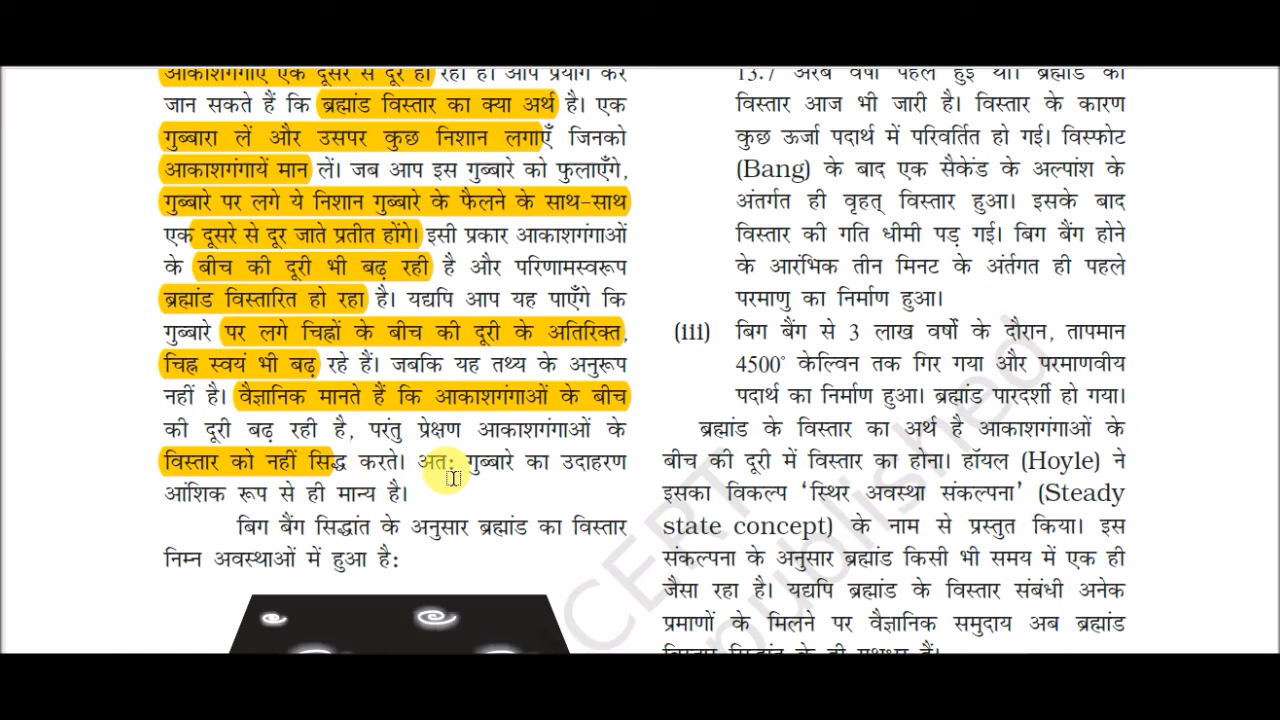 आकाशगंगाएँ एक दूसरे से दूर हो रही हैं। आप प्रयोग कर
जान सकते हैं कि ब्रह्मांड विस्तार का क्या अर्थ है। एक
गुब्बारा लें और उसपर कुछ निशान लगाएँ जिनको
आकाशगंगायें मान लें। जब आप इस गुब्बारे को फुलाएँगे,
गुब्बारे पर लगे ये निशान गुब्बारे के फैलने के साथ-साथ
एक दूसरे से दूर जाते प्रतीत होंगे। इसी प्रकार आकाशगंगाओं
के बीच की दूरी भी बढ़ रही है और परिणामस्वरूप
ब्रह्मांड विस्तारित हो रहा है। यद्यपि आप यह पाएँगे कि
गुब्बारे पर लगे चिह्नों के बीच की दूरी के अतिरिक्त,
चिह्न स्वयं भी बढ़ रहे हैं। जबकि यह तथ्य के अनुरूप
नहीं है। वैज्ञानिक मानते हैं कि आकाशगंगाओं के बीच
की दूरी बढ़ रही है, परंतु प्रेक्षण आकाशगंगाओं के
विस्तार को नहीं सिद्ध करते। अत: गुब्बारे का उदाहरण
आंशिक रूप से ही मान्य है।
बिग बैंग सिद्धांत के अनुसार ब्रह्मांड का विस्तार
निम्न अवस्थाओं में हुआ है:
13.7 अरब वर्षों पहले हुई थी। ब्रह्मांड का
विस्तार आज भी जारी है। विस्तार के कारण
कुछ ऊर्जा पदार्थ में परिवर्तित हो गई। विस्फोट
(Bang) के बाद एक सैकेंड के अल्पांश के
अंतर्गत ही वृहत् विस्तार हुआ। इसके बाद
विस्तार की गति धीमी पड़ गई। बिग बैंग होने
के आरंभिक तीन मिनट के अंर्तगत ही पहले
परमाणु का निर्माण हुआ।
(iii) बिग बैंग से 3 लाख वर्षों के दौरान, तापमान
4500° केल्विन तक गिर गया और परमाणवीय
पदार्थ का निर्माण हुआ। ब्रह्मांड पारदर्शी हो गया।
ब्रह्मांड के विस्तार का अर्थ है आकाशगंगाओं के
बीच की दूरी में विस्तार का होना। हॉयल (Hoyle) ने
इसका विकल्प ‘स्थिर अवस्था संकल्पना’ (Steady
state concept) के नाम से प्रस्तुत किया। इस
संकल्पना के अनुसार ब्रह्मांड किसी भी समय में एक ही
जैसा रहा है। यद्यपि ब्रह्मांड के विस्तार संबंधी अनेक
प्रमाणों के मिलने पर वैज्ञानिक समुदाय अब ब्रह्मांड
विस्तार सिद्धांत के ही पक्षधर हैं।
CERT
published